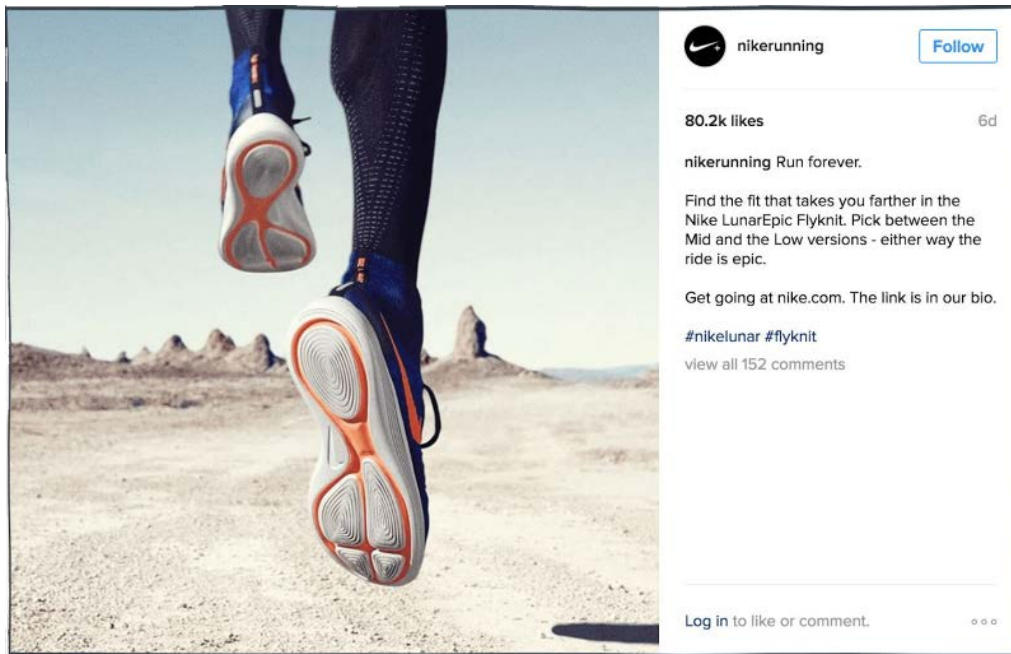 nikerunning
Follow
80.2k likes
6d
nikerunning Run forever.
Find the fit that takes you farther in the
Nike LunarEpic Flyknit. Pick between the
Mid and the Low versions - either way the
ride is epic.
Get going at nike.com. The link is in our bio.
#nikelunar #flyknit
view all 152 comments
Log in to like or comment.